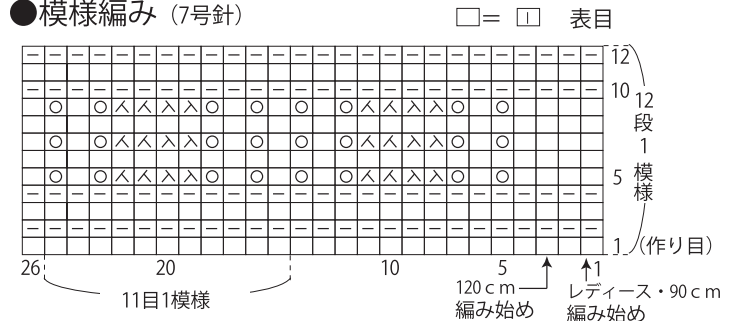 ●模様編み（7号針）
□＝ 表目
12
10
5
1（作り目）
12段1模様
26 20 10 5 1
11目1模様
120cm 編み始め
レディース・90cm 編み始め